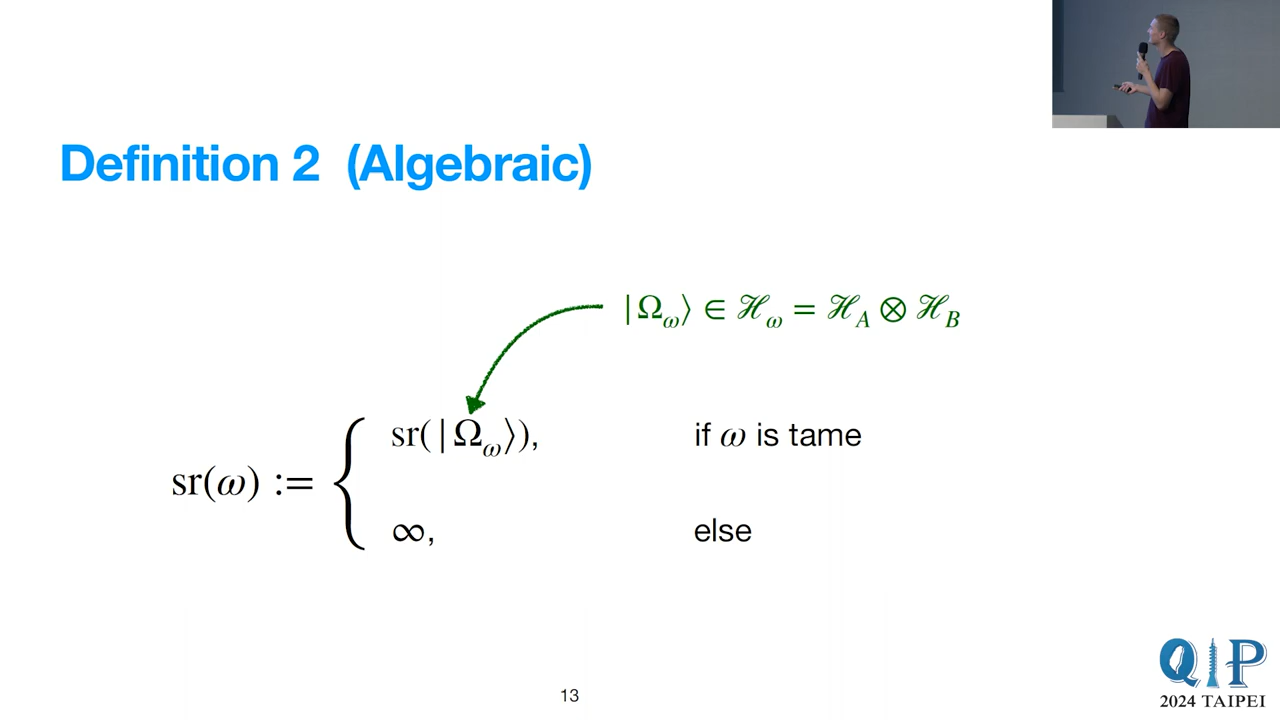 Definition 2 (Algebraic)
|Ω_ω⟩ ∈ ℋ_ω = ℋ_A ⊗ ℋ_B
sr(ω) := { sr(|Ω_ω⟩), if ω is tame
∞, else
13
QIP
2024 TAIPEI